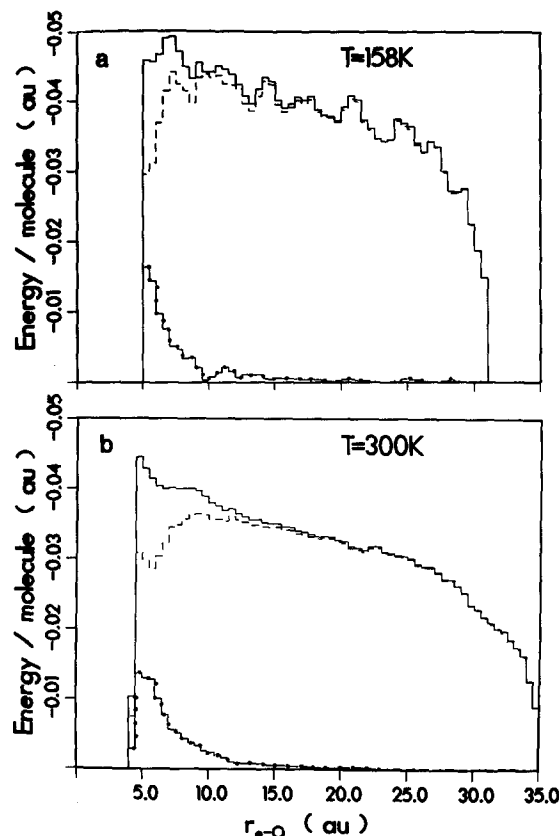 -0.05
a
T=158K
-0.04
-0.03
-0.02
-0.01
Energy / molecule ( au )
-0.05
b
T=300K
-0.04
-0.03
-0.02
-0.01
Energy / molecule ( au )
5.0 10.0 15.0 20.0 25.0 30.0 35.0
r e-O ( au )